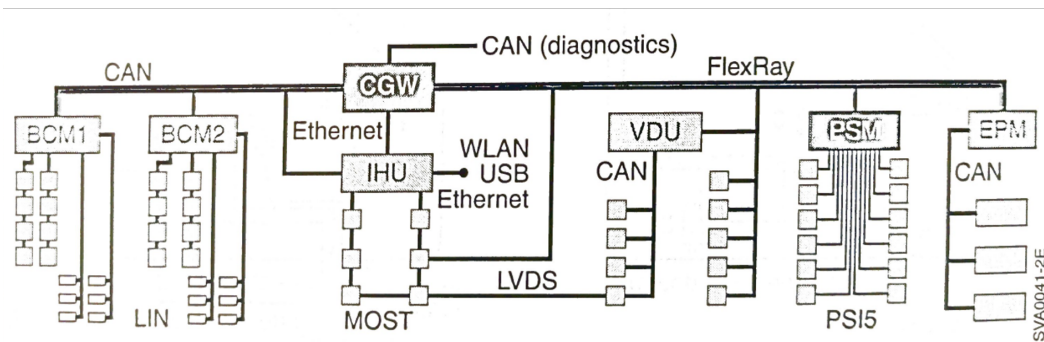 CAN (diagnostics)
CAN
CGW
FlexRay
BCM1
BCM2
Ethernet
IHU
WLAN
USB
Ethernet
VDU
CAN
PSM
EPM
CAN
LVDS
LIN
MOST
PSI5
SVA0041-2E